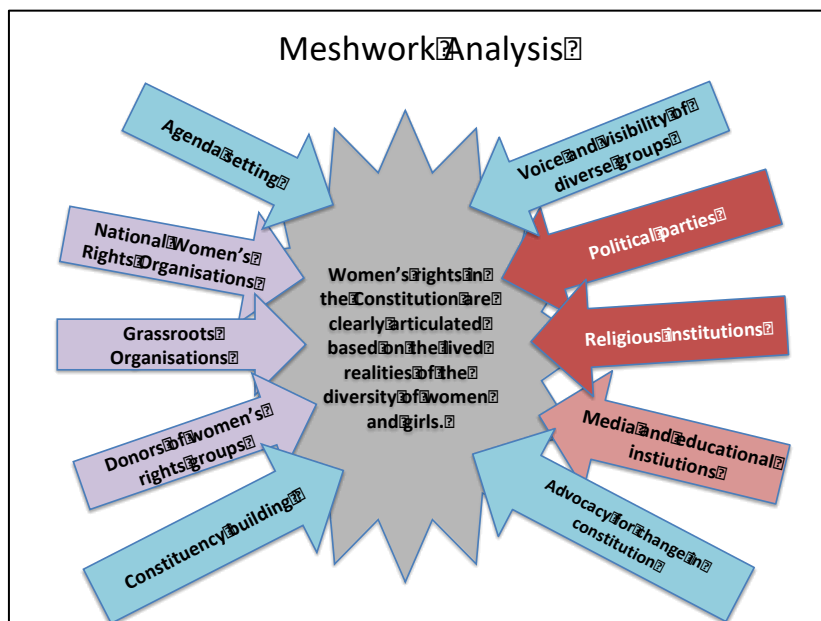 Meshwork Analysis
Agenda setting
National Women's
Rights Organisations
Grassroots
Organisations
Donors of women's
rights groups
Constituency building
Women's rights in
the Constitution are
clearly articulated
based on the lived
realities of the
diversity of women
and girls.
Voice and visibility of
diverse groups
Political parties
Religious institutions
Media and educational
instiutions
Advocacy for change in
constitution